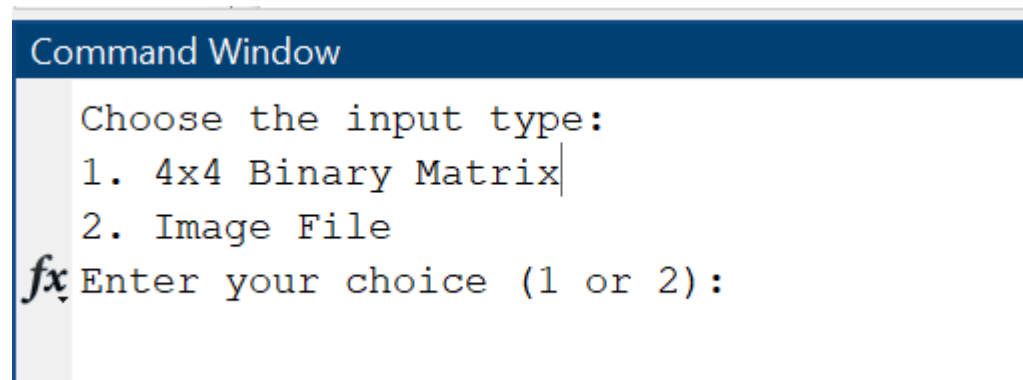 Command Window
Choose the input type:
1. 4x4 Binary Matrix
2. Image File
fx Enter your choice (1 or 2):